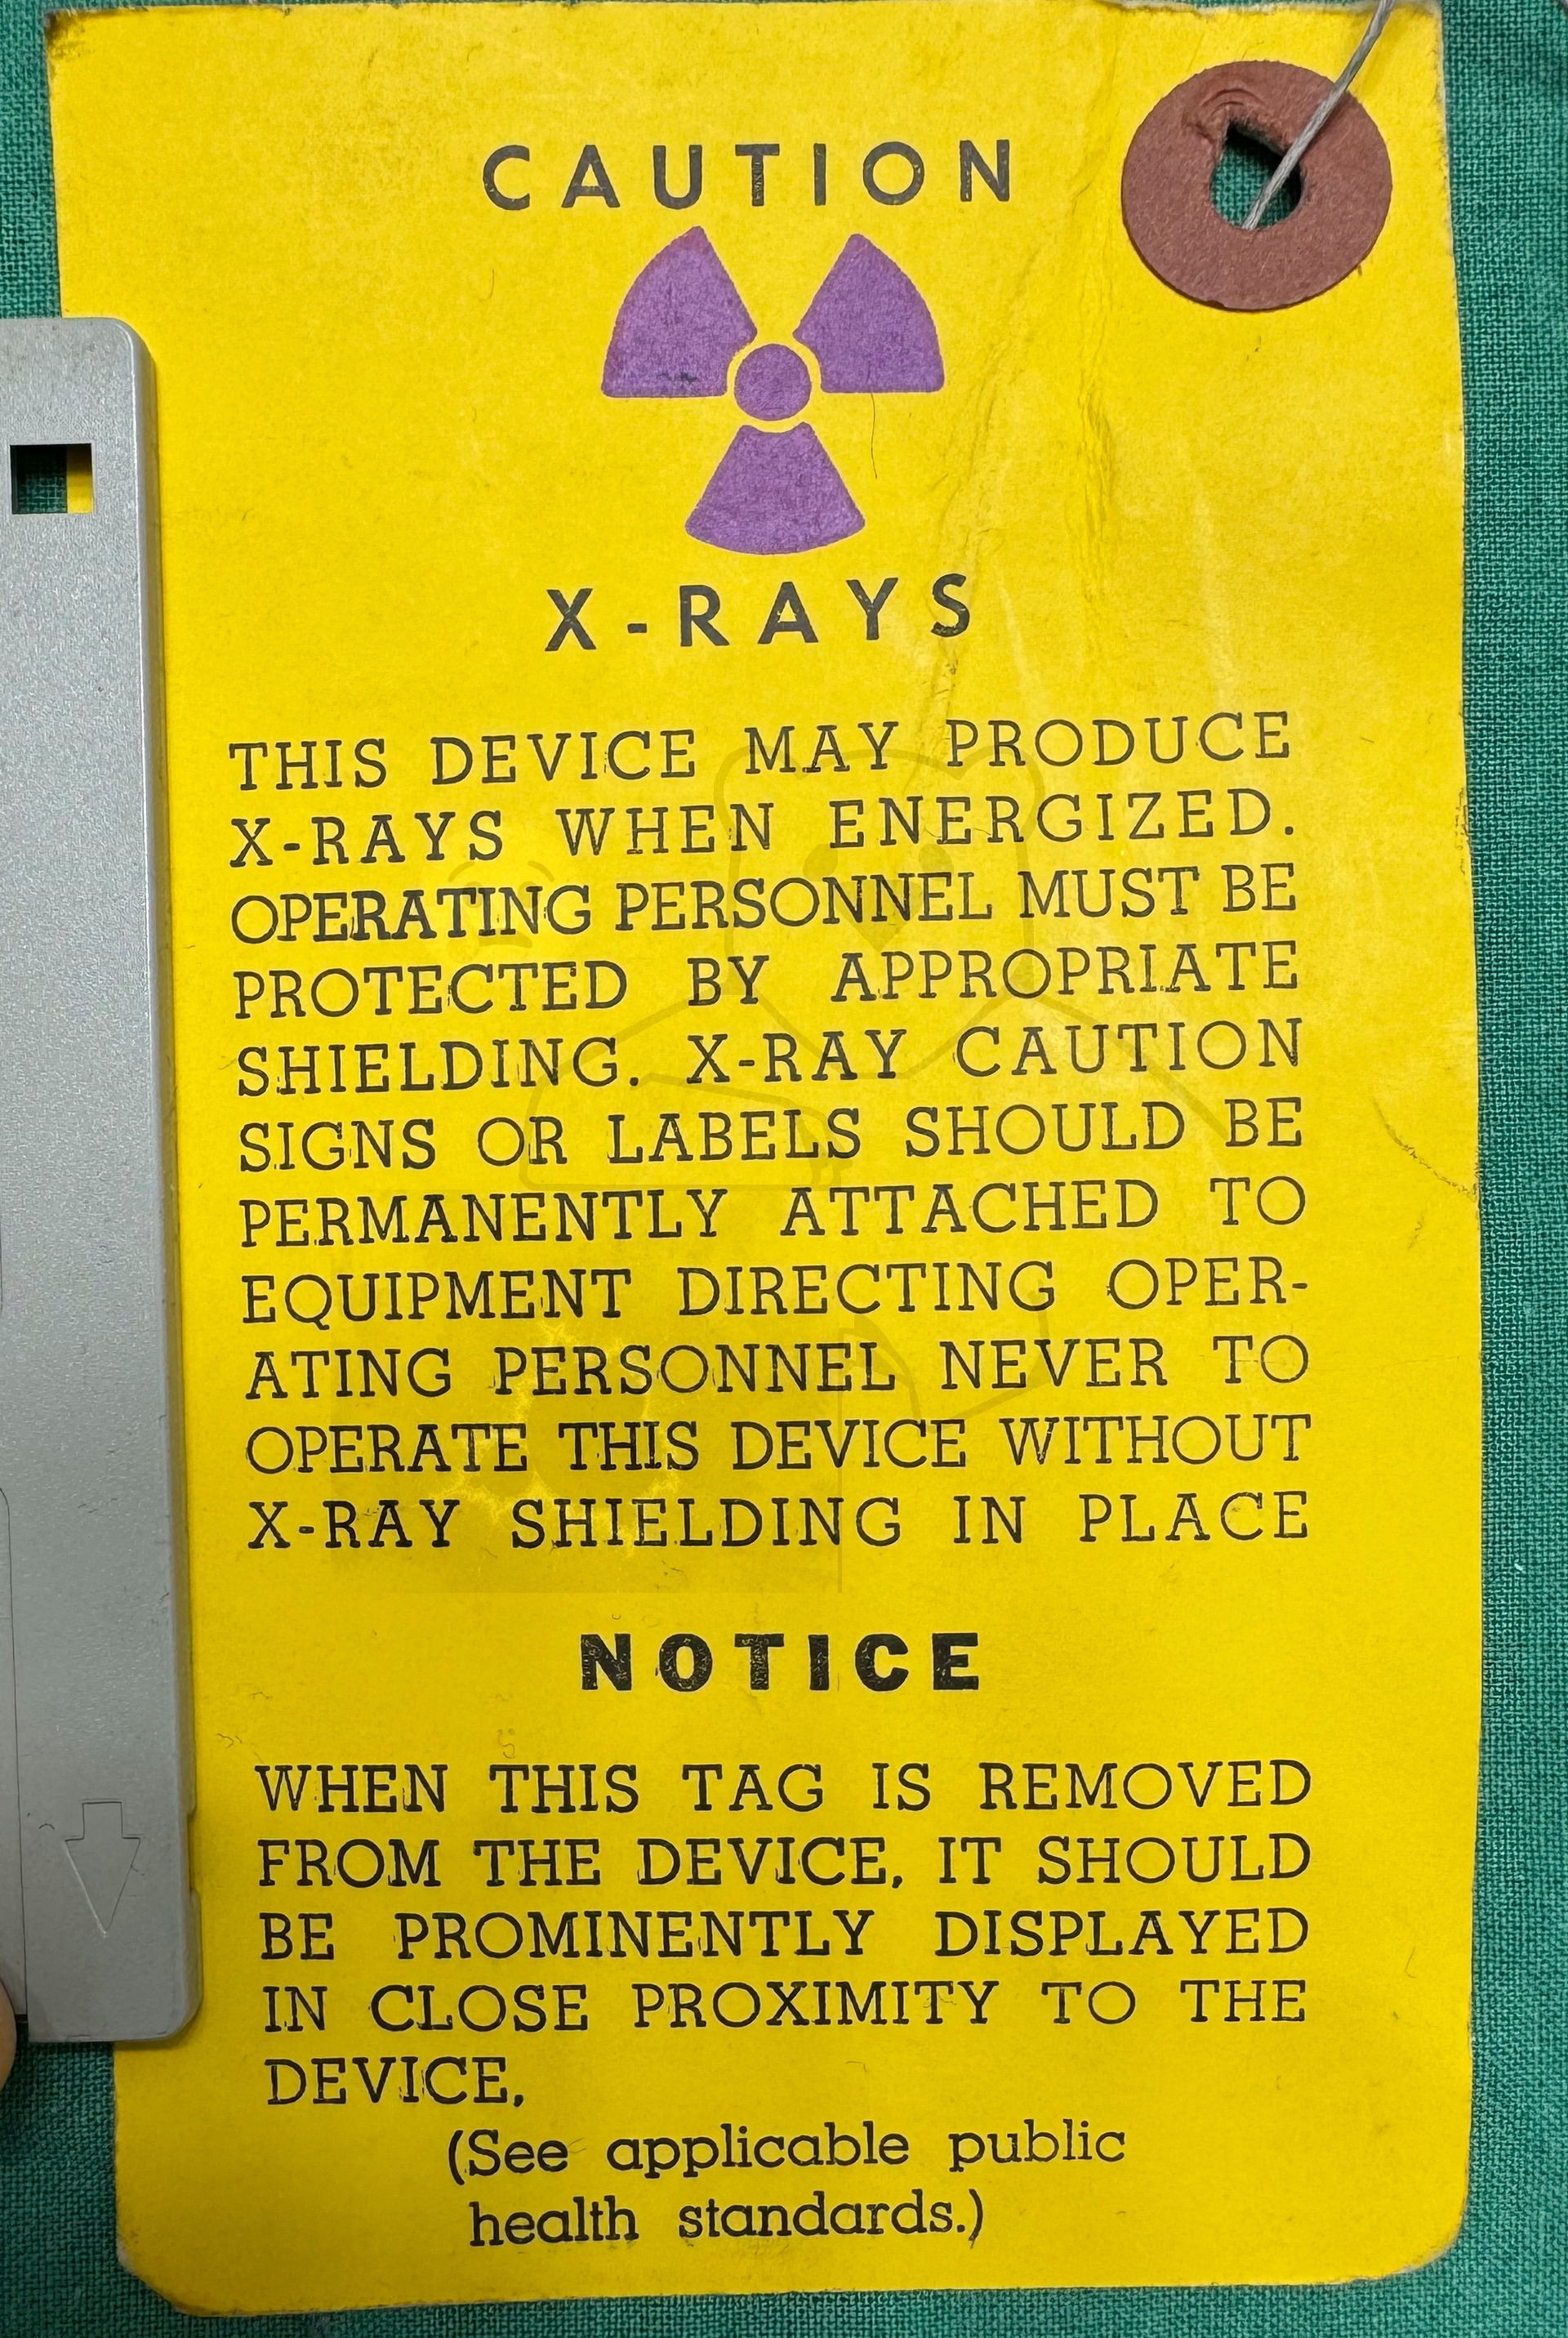 CAUTION
X-RAYS
THIS DEVICE MAY PRODUCE
X-RAYS WHEN ENERGIZED.
OPERATING PERSONNEL MUST BE
PROTECTED BY APPROPRIATE
SHIELDING. X-RAY CAUTION
SIGNS OR LABELS SHOULD BE
PERMANENTLY ATTACHED TO
EQUIPMENT DIRECTING OPER-
ATING PERSONNEL NEVER TO
OPERATE THIS DEVICE WITHOUT
X-RAY SHIELDING IN PLACE
NOTICE
WHEN THIS TAG IS REMOVED
FROM THE DEVICE, IT SHOULD
BE PROMINENTLY DISPLAYED
IN CLOSE PROXIMITY TO THE
DEVICE,
(See applicable public
health standards.)